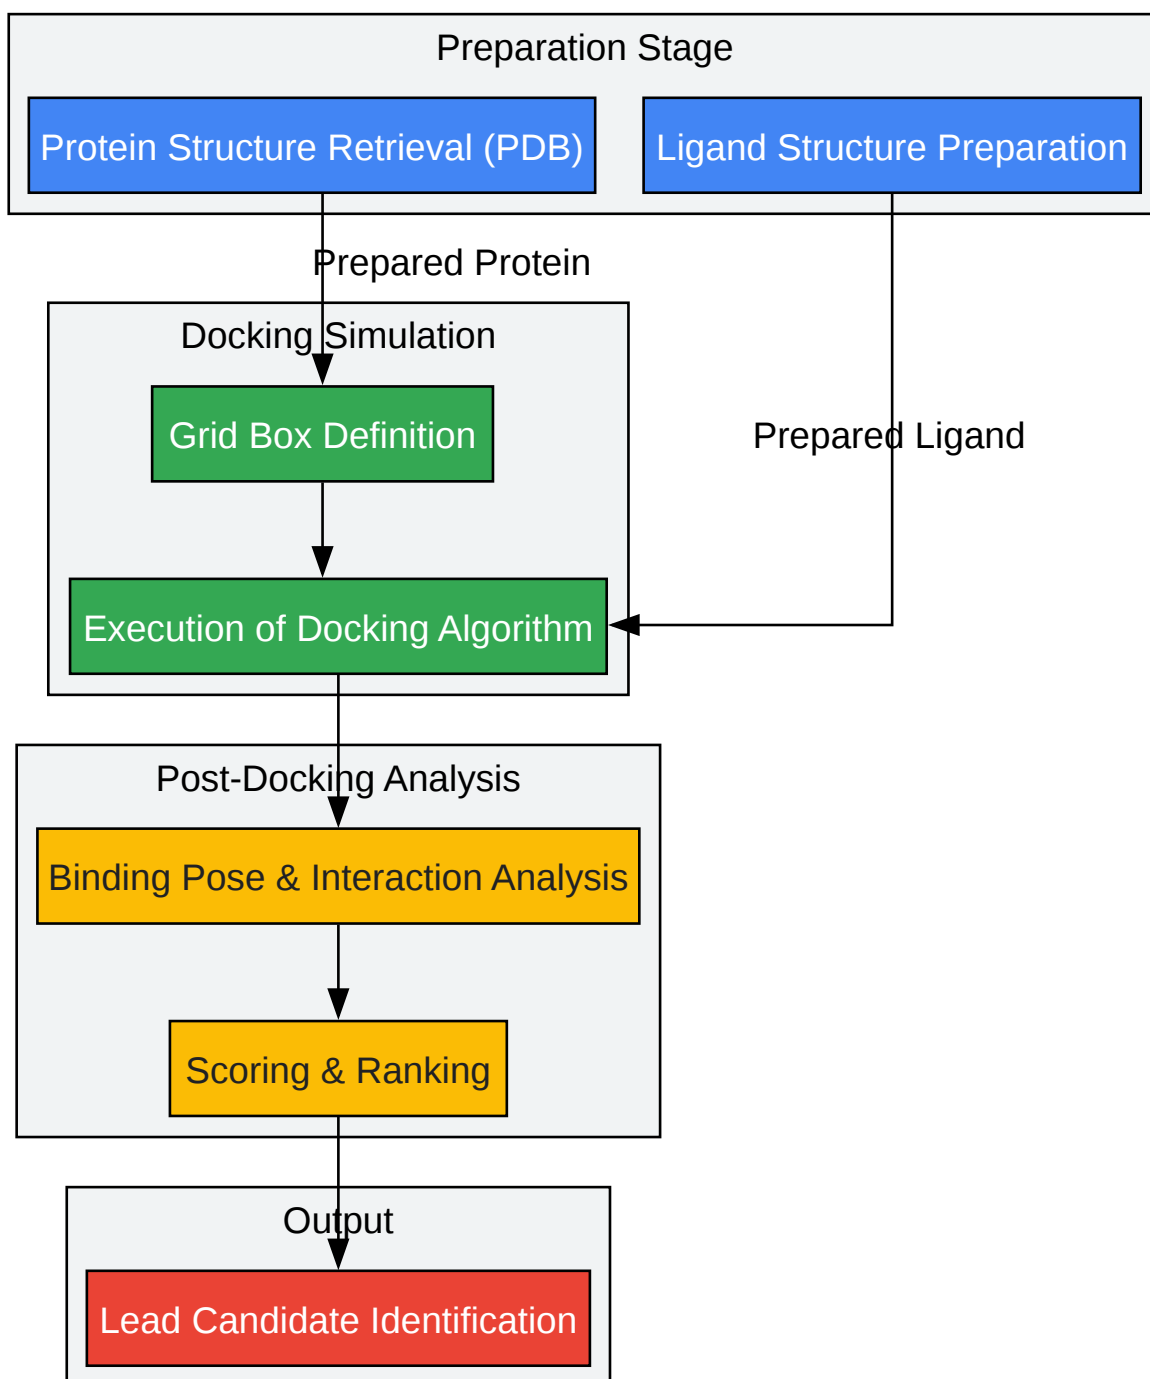 Preparation Stage
Protein Structure Retrieval (PDB)
Ligand Structure Preparation
Prepared Protein
Docking Simulation
Grid Box Definition
Prepared Ligand
Execution of Docking Algorithm
Post-Docking Analysis
Binding Pose & Interaction Analysis
Scoring & Ranking
Output
Lead Candidate Identification